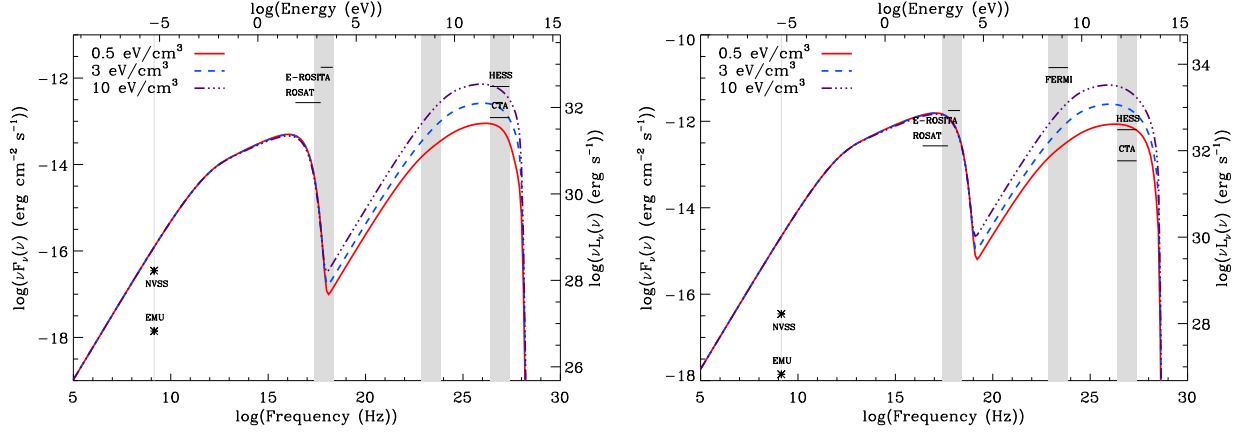 log(Energy (eV))
-5 0 5 10 15
0.5 eV/cm³
3 eV/cm³
10 eV/cm³
E-ROSITA
ROSAT
HESS
CTA
NVSS
EMU
-12
-14
-16
-18
log(νFν(ν) (erg cm⁻² s⁻¹))
32
30
28
26
log(νLν(ν) (erg s⁻¹))
5 10 15 20 25 30
log(Frequency (Hz))
log(Energy (eV))
-5 0 5 10 15
0.5 eV/cm³
3 eV/cm³
10 eV/cm³
FERMI
E-ROSITA
ROSAT
HESS
CTA
NVSS
EMU
-10
-12
-14
-16
-18
log(νFν(ν) (erg cm⁻² s⁻¹))
34
32
30
28
log(νLν(ν) (erg s⁻¹))
5 10 15 20 25 30
log(Frequency (Hz))